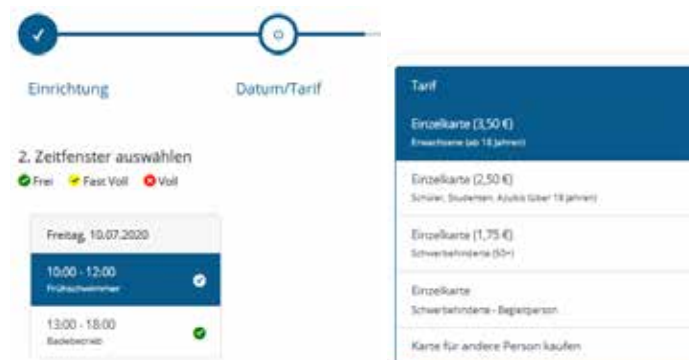 Einrichtung
Datum/Tarif
2. Zeitfenster auswählen
Frei Fast Voll Voll
Freitag, 10.07.2020
10:00 - 12:00
Frühschwimmer
13:00 - 18:00
Badebetrieb
Tarif
Einzelkarte (3,50 €)
Erwachsene (ab 18 Jahren)
Einzelkarte (2,50 €)
Schüler, Studenten, Azubis (über 18 Jahren)
Einzelkarte (1,75 €)
Schwerbehinderte (50+)
Einzelkarte
Schwerbehinderte - Begleitperson
Karte für andere Person kaufen